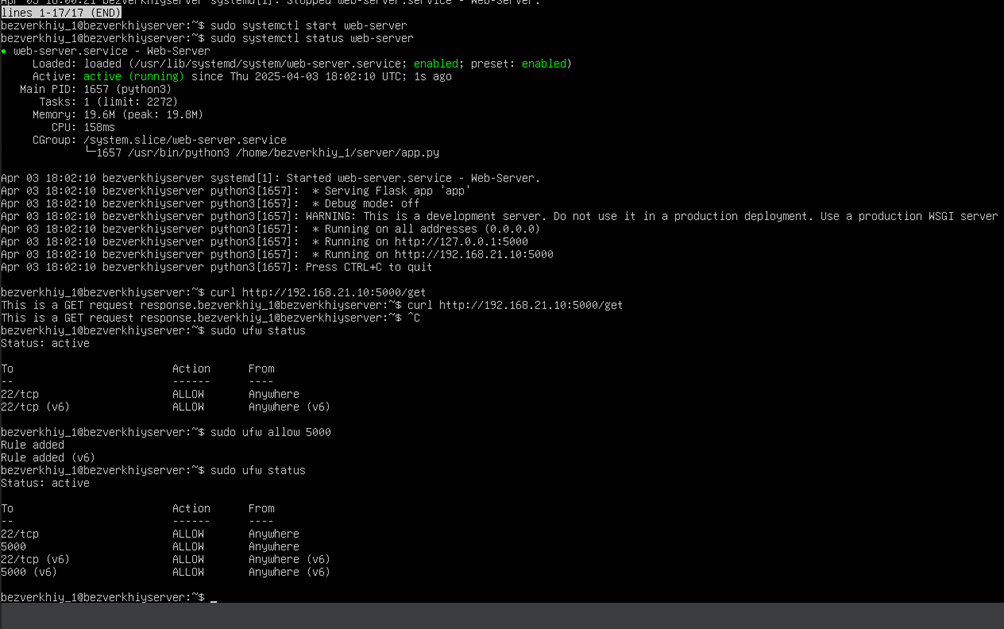 Apr 03 18:00:21 bezverkhiyserver systemd[1]: Stopped web-server.service - Web-Server.
lines 1-17/17 (END)
bezverkhiy_1@bezverkhiyserver:~$ sudo systemctl start web-server
bezverkhiy_1@bezverkhiyserver:~$ sudo systemctl status web-server
● web-server.service - Web-Server
Loaded: loaded (/usr/lib/systemd/system/web-server.service; enabled; preset: enabled)
Active: active (running) since Thu 2025-04-03 18:02:10 UTC; 1s ago
Main PID: 1657 (python3)
Tasks: 1 (limit: 2272)
Memory: 19.6M (peak: 19.8M)
CPU: 158ms
CGroup: /system.slice/web-server.service
└─1657 /usr/bin/python3 /home/bezverkhiy_1/server/app.py
Apr 03 18:02:10 bezverkhiyserver systemd[1]: Started web-server.service - Web-Server.
Apr 03 18:02:10 bezverkhiyserver python3[1657]:  * Serving Flask app 'app'
Apr 03 18:02:10 bezverkhiyserver python3[1657]:  * Debug mode: off
Apr 03 18:02:10 bezverkhiyserver python3[1657]: WARNING: This is a development server. Do not use it in a production deployment. Use a production WSGI server
Apr 03 18:02:10 bezverkhiyserver python3[1657]:  * Running on all addresses (0.0.0.0)
Apr 03 18:02:10 bezverkhiyserver python3[1657]:  * Running on http://127.0.0.1:5000
Apr 03 18:02:10 bezverkhiyserver python3[1657]:  * Running on http://192.168.21.10:5000
Apr 03 18:02:10 bezverkhiyserver python3[1657]: Press CTRL+C to quit
bezverkhiy_1@bezverkhiyserver:~$ curl http://192.168.21.10:5000/get
This is a GET request response.bezverkhiy_1@bezverkhiyserver:~$ curl http://192.168.21.10:5000/get
This is a GET request response.bezverkhiy_1@bezverkhiyserver:~$ ^C
bezverkhiy_1@bezverkhiyserver:~$ sudo ufw status
Status: active
To Action From
-- ------ ----
22/tcp ALLOW Anywhere
22/tcp (v6) ALLOW Anywhere (v6)
bezverkhiy_1@bezverkhiyserver:~$ sudo ufw allow 5000
Rule added
Rule added (v6)
bezverkhiy_1@bezverkhiyserver:~$ sudo ufw status
Status: active
To Action From
-- ------ ----
22/tcp ALLOW Anywhere
5000 ALLOW Anywhere
22/tcp (v6) ALLOW Anywhere (v6)
5000 (v6) ALLOW Anywhere (v6)
bezverkhiy_1@bezverkhiyserver:~$ _